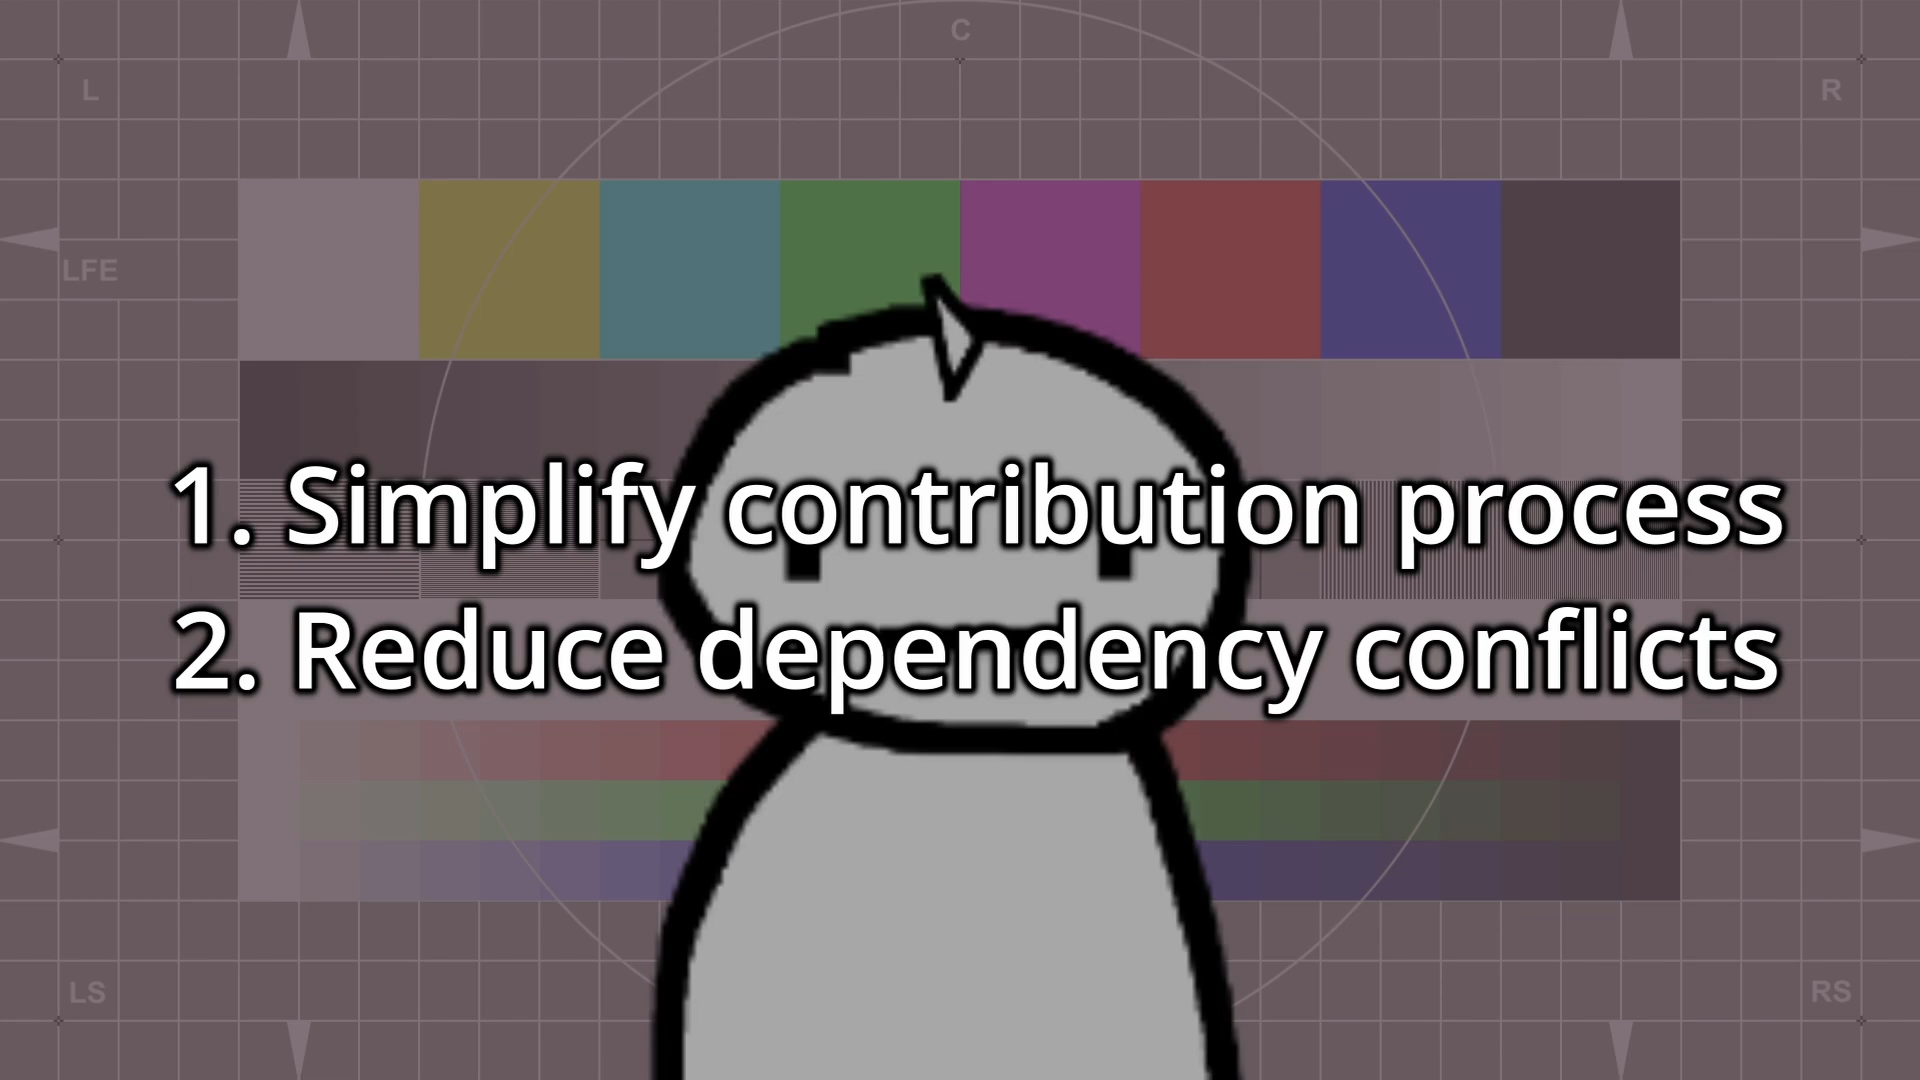 C
L
R
LFE
1. Simplify contribution process
2. Reduce dependency conflicts
LS
RS